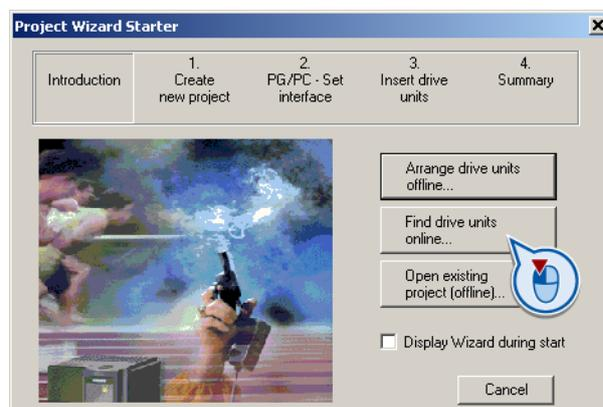 Project Wizard Starter
Introduction
1.
Create
new project
2.
PG/PC - Set
interface
3.
Insert drive
units
4.
Summary
Arrange drive units
offline...
Find drive units
online...
Open existing
project (offline)...
Display Wizard during start
Cancel